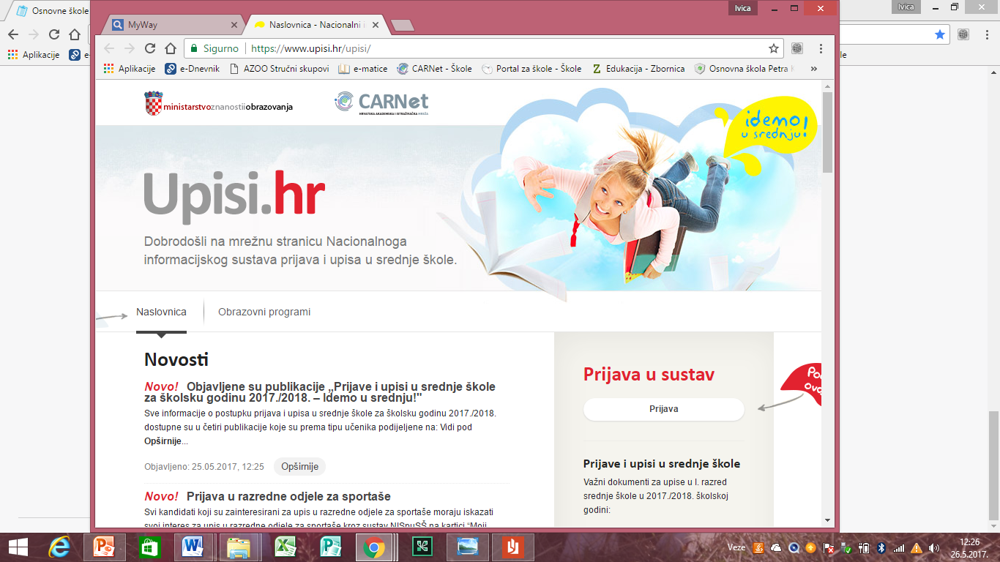 Osnovne škole
Ivica
Ivica
MyWay
Naslovnica - Nacionalni
Sigurno
https://www.upisi.hr/upisi/
Aplikacije
Aplikacije
e-Dnevnik
AZOO Stručni skupovi
e-matice
CARNet - Škole
Portal za škole - Škole
Edukacija - Zbornica
Osnovna škola Petra
»
ministarstvoznanostiiobrazovanja
CARNet
HRVATSKA AKADEMSKA I ISTRAŽIVAČKA MREŽA
idemo
u srednju!
Upisi.hr
Dobrodošli na mrežnu stranicu Nacionalnoga
informacijskog sustava prijava i upisa u srednje škole.
Naslovnica
Obrazovni programi
Novosti
Novo! Objavljene su publikacije „Prijave i upisi u srednje škole
za školsku godinu 2017./2018. – Idemo u srednju!"
Sve informacije o postupku prijava i upisa u srednje škole za školsku godinu 2017./2018.
dostupne su u četiri publikacije koje su prema tipu učenika podijeljene na: Vidi pod
Opširnije...
Objavljeno: 25.05.2017, 12:25
Opširnije
Novo! Prijava u razredne odjele za sportaše
Svi kandidati koji su zainteresirani za upis u razredne odjele za sportaše moraju iskazati
svoj interes za upis u razredne odjele za sportaše kroz sustav NISpuSŠ na kartici "Moji
Prijava u sustav
Prijava
Prijave i upisi u srednje škole
Važni dokumenti za upise u I. razred
srednje škole u 2017./2018. školskoj
godini:
Veze
12:26
26.5.2017.